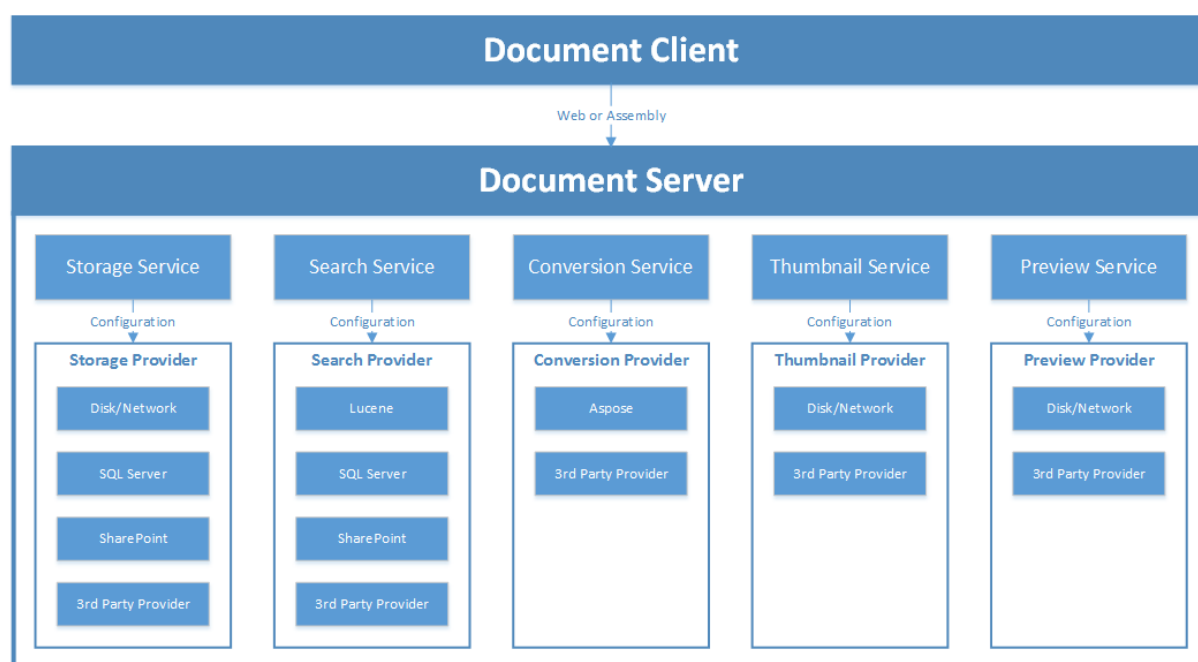 Document Client
Web or Assembly
Document Server
Storage Service
Search Service
Conversion Service
Thumbnail Service
Preview Service
Configuration
Configuration
Configuration
Configuration
Configuration
Storage Provider
Disk/Network
SQL Server
SharePoint
3rd Party Provider
Search Provider
Lucene
SQL Server
SharePoint
3rd Party Provider
Conversion Provider
Aspose
3rd Party Provider
Thumbnail Provider
Disk/Network
3rd Party Provider
Preview Provider
Disk/Network
3rd Party Provider